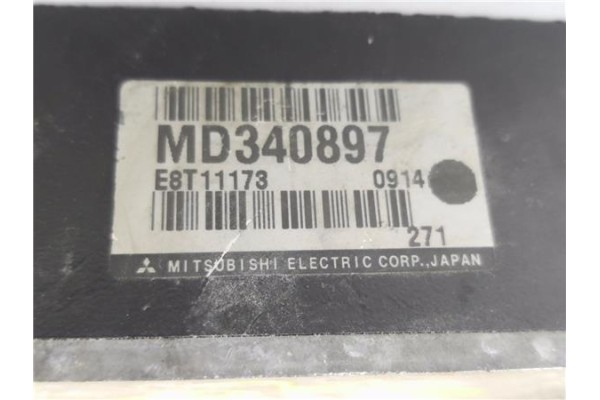 MD340897
E8T11173 0914
271
MITSUBISHI ELECTRIC CORP.,JAPAN